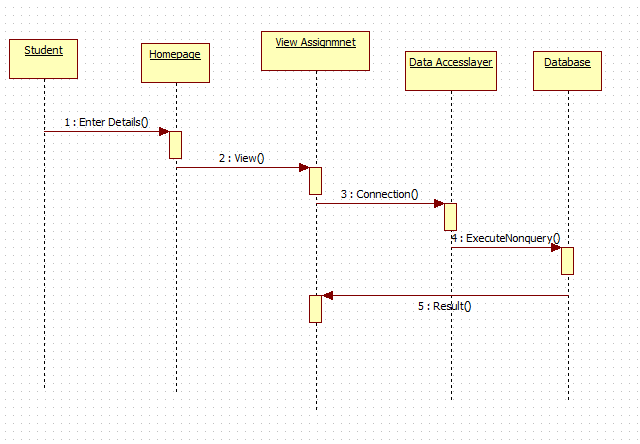 Student
Homepage
View Assignmnet
Data Accesslayer
Database
1 : Enter Details()
2 : View()
3 : Connection()
4 : ExecuteNonquery()
5 : Result()